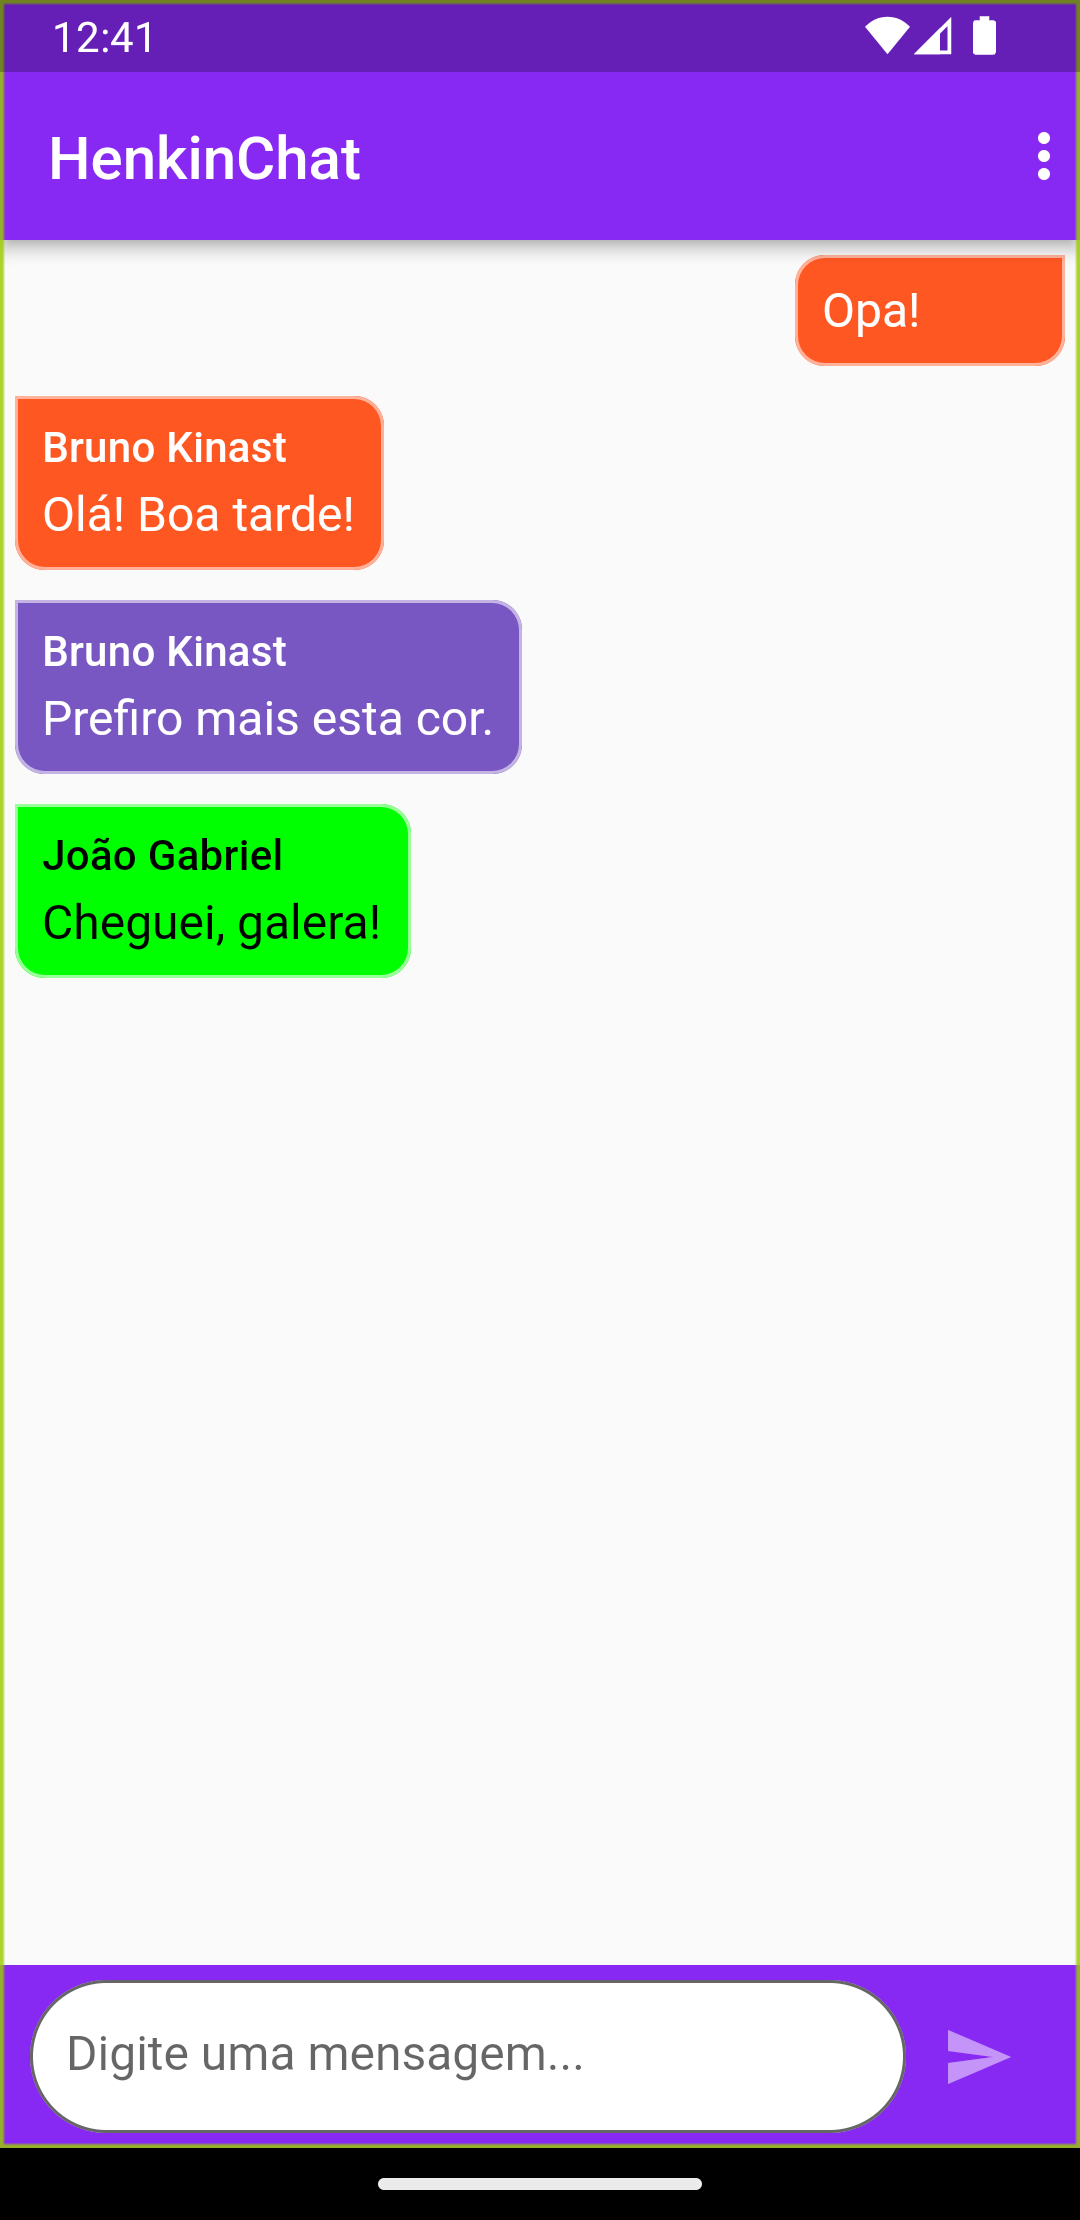 12:41
HenkinChat
Opa!
Bruno Kinast
Olá! Boa tarde!
Bruno Kinast
Prefiro mais esta cor.
João Gabriel
Cheguei, galera!
Digite uma mensagem...